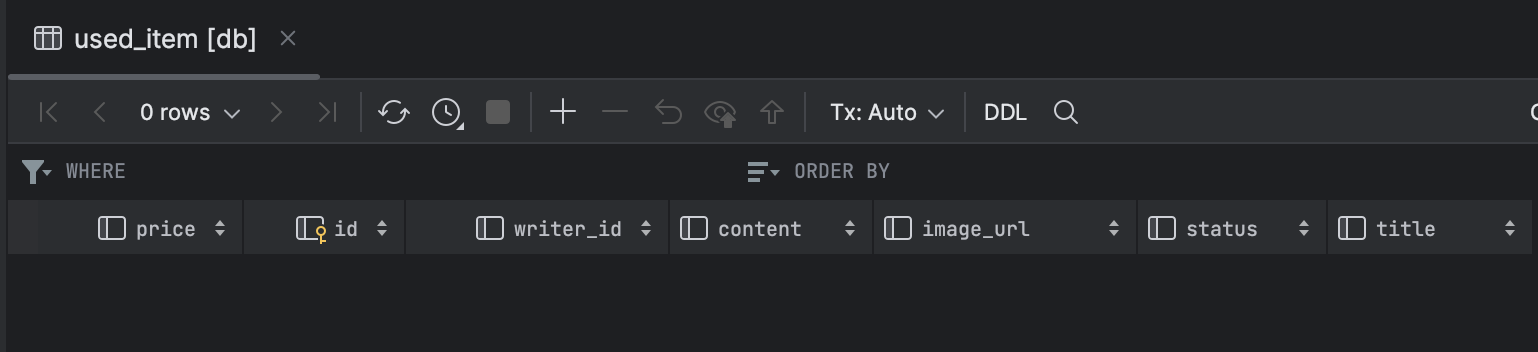 used_item [db]
0 rows Tx: Auto DDL
WHERE ORDER BY
price id writer_id content image_url status title